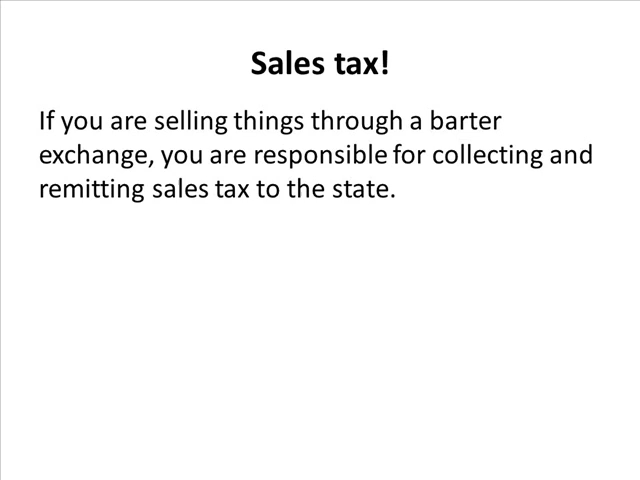 Sales tax!
If you are selling things through a barter
exchange, you are responsible for collecting and
remitting sales tax to the state.